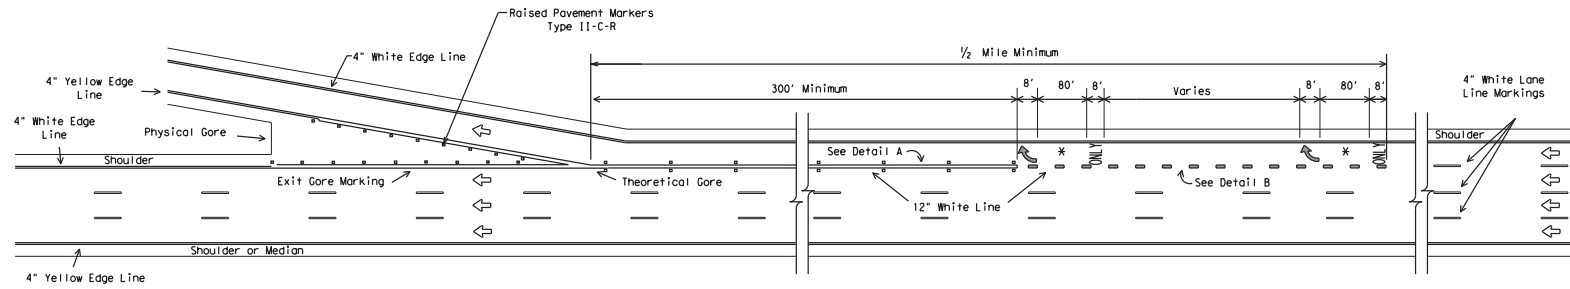 Raised Pavement Markers
Type II-C-R
4" White Edge Line
½ Mile Minimum
4" Yellow Edge
Line
300' Minimum
8'
80'
8'
Varies
8'
80'
8'
4" White Lane
Line Markings
4" White Edge
Line
Physical Gore
Shoulder
Shoulder
See Detail A
*
ONLY
*
ONLY
Exit Gore Marking
Theoretical Gore
See Detail B
12" White Line
Shoulder or Median
4" Yellow Edge Line